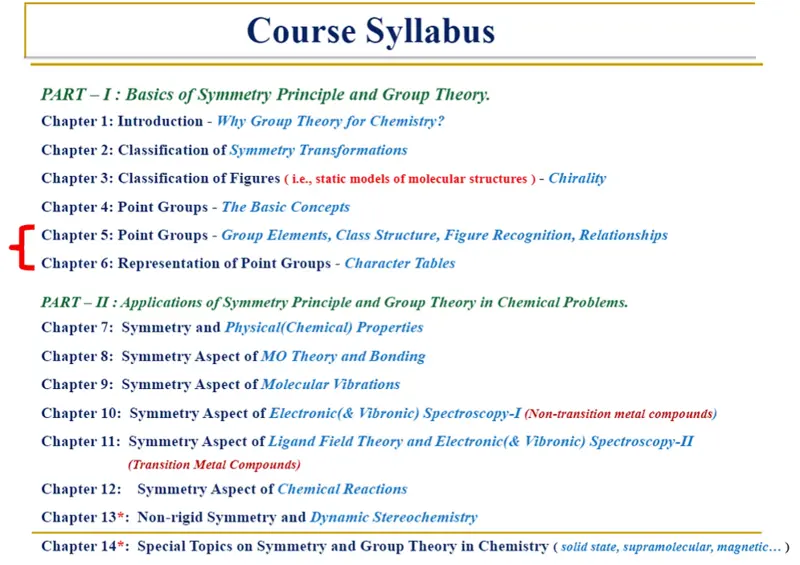 Course Syllabus
PART – I : Basics of Symmetry Principle and Group Theory.
Chapter 1: Introduction - Why Group Theory for Chemistry?
Chapter 2: Classification of Symmetry Transformations
Chapter 3: Classification of Figures ( i.e., static models of molecular structures ) - Chirality
Chapter 4: Point Groups - The Basic Concepts
Chapter 5: Point Groups - Group Elements, Class Structure, Figure Recognition, Relationships
Chapter 6: Representation of Point Groups - Character Tables
PART – II : Applications of Symmetry Principle and Group Theory in Chemical Problems.
Chapter 7: Symmetry and Physical(Chemical) Properties
Chapter 8: Symmetry Aspect of MO Theory and Bonding
Chapter 9: Symmetry Aspect of Molecular Vibrations
Chapter 10: Symmetry Aspect of Electronic(& Vibronic) Spectroscopy-I (Non-transition metal compounds)
Chapter 11: Symmetry Aspect of Ligand Field Theory and Electronic(& Vibronic) Spectroscopy-II
(Transition Metal Compounds)
Chapter 12: Symmetry Aspect of Chemical Reactions
Chapter 13*: Non-rigid Symmetry and Dynamic Stereochemistry
Chapter 14*: Special Topics on Symmetry and Group Theory in Chemistry ( solid state, supramolecular, magnetic… )